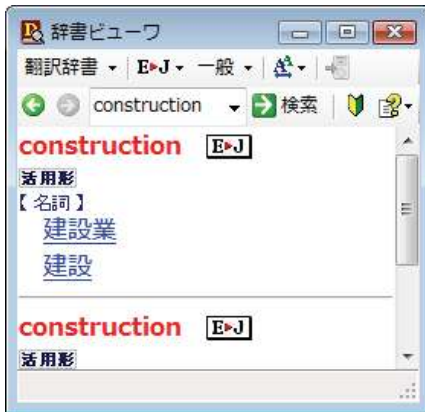 辞書ビューワ
翻訳辞書 E▸J 一般
construction 検索
construction E▸J
活用形
【名詞】
建設業
建設
construction E▸J
活用形